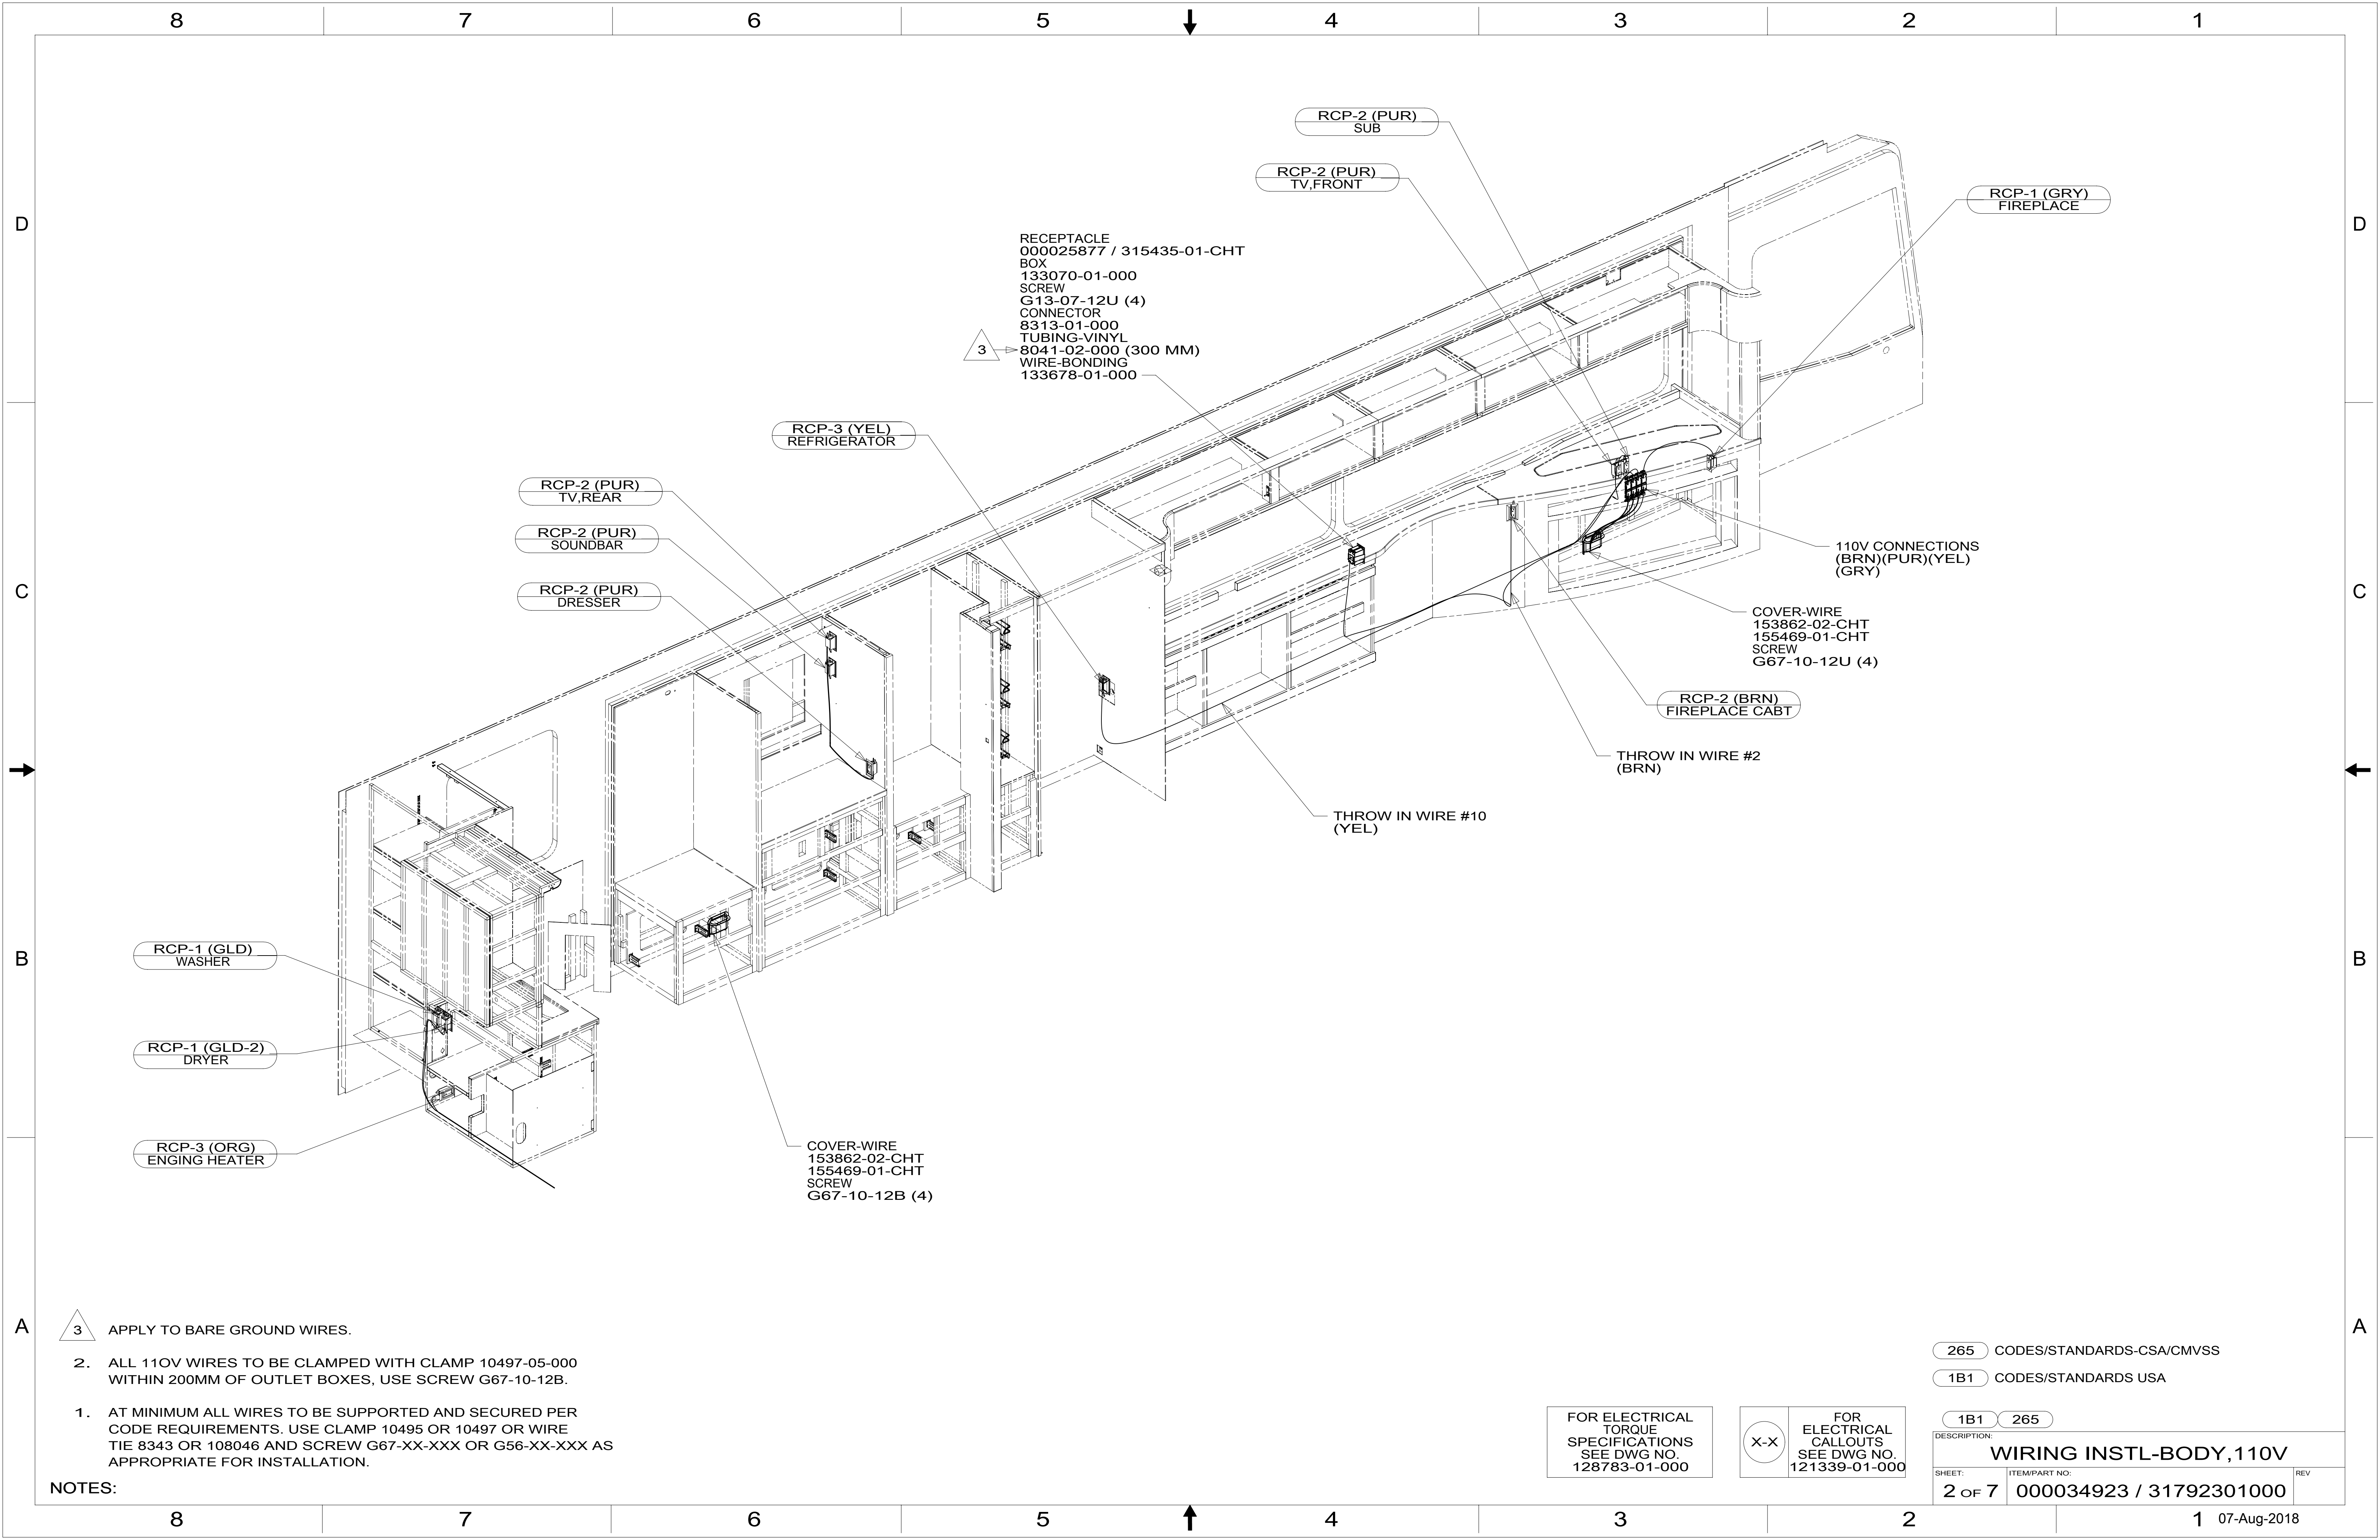 8 7 6 5 4 3 2 1
RCP-2 (PUR)
SUB
RCP-2 (PUR)
TV,FRONT
RCP-1 (GRY)
FIREPLACE
D
D
RECEPTACLE
000025877 / 315435-01-CHT
BOX
133070-01-000
SCREW
G13-07-12U (4)
CONNECTOR
8313-01-000
TUBING-VINYL
3 8041-02-000 (300 MM)
WIRE-BONDING
133678-01-000
RCP-3 (YEL)
REFRIGERATOR
RCP-2 (PUR)
TV,REAR
RCP-2 (PUR)
SOUNDBAR
RCP-2 (PUR)
DRESSER
110V CONNECTIONS
(BRN)(PUR)(YEL)
(GRY)
C
C
COVER-WIRE
153862-02-CHT
155469-01-CHT
SCREW
G67-10-12U (4)
RCP-2 (BRN)
FIREPLACE CABT
THROW IN WIRE #2
(BRN)
THROW IN WIRE #10
(YEL)
RCP-1 (GLD)
WASHER
B
B
RCP-1 (GLD-2)
DRYER
RCP-3 (ORG)
ENGING HEATER
COVER-WIRE
153862-02-CHT
155469-01-CHT
SCREW
G67-10-12B (4)
A
A
3 APPLY TO BARE GROUND WIRES.
2. ALL 11OV WIRES TO BE CLAMPED WITH CLAMP 10497-05-000
WITHIN 200MM OF OUTLET BOXES, USE SCREW G67-10-12B.
1. AT MINIMUM ALL WIRES TO BE SUPPORTED AND SECURED PER
CODE REQUIREMENTS. USE CLAMP 10495 OR 10497 OR WIRE
TIE 8343 OR 108046 AND SCREW G67-XX-XXX OR G56-XX-XXX AS
APPROPRIATE FOR INSTALLATION.
NOTES:
FOR ELECTRICAL
TORQUE
SPECIFICATIONS
SEE DWG NO.
128783-01-000
X-X
FOR
ELECTRICAL
CALLOUTS
SEE DWG NO.
121339-01-000
265 CODES/STANDARDS-CSA/CMVSS
1B1 CODES/STANDARDS USA
1B1 265
DESCRIPTION:
WIRING INSTL-BODY,110V
SHEET: ITEM/PART NO: REV
2 OF 7 000034923 / 31792301000
8 7 6 5 4 3 2 1
07-Aug-2018